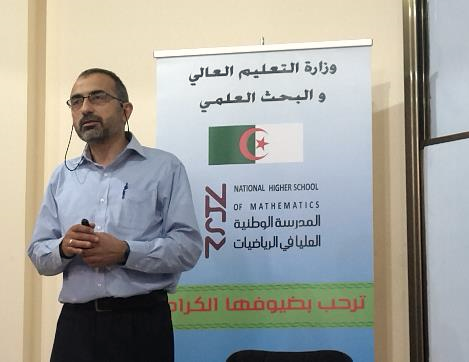 وزارة التعليم العالي
و البحث العلمي
NATIONAL HIGHER SCHOOL
OF MATHEMATICS
المدرسة الوطنية
العليا في الرياضيات
ترحب بضيوفها الكرام